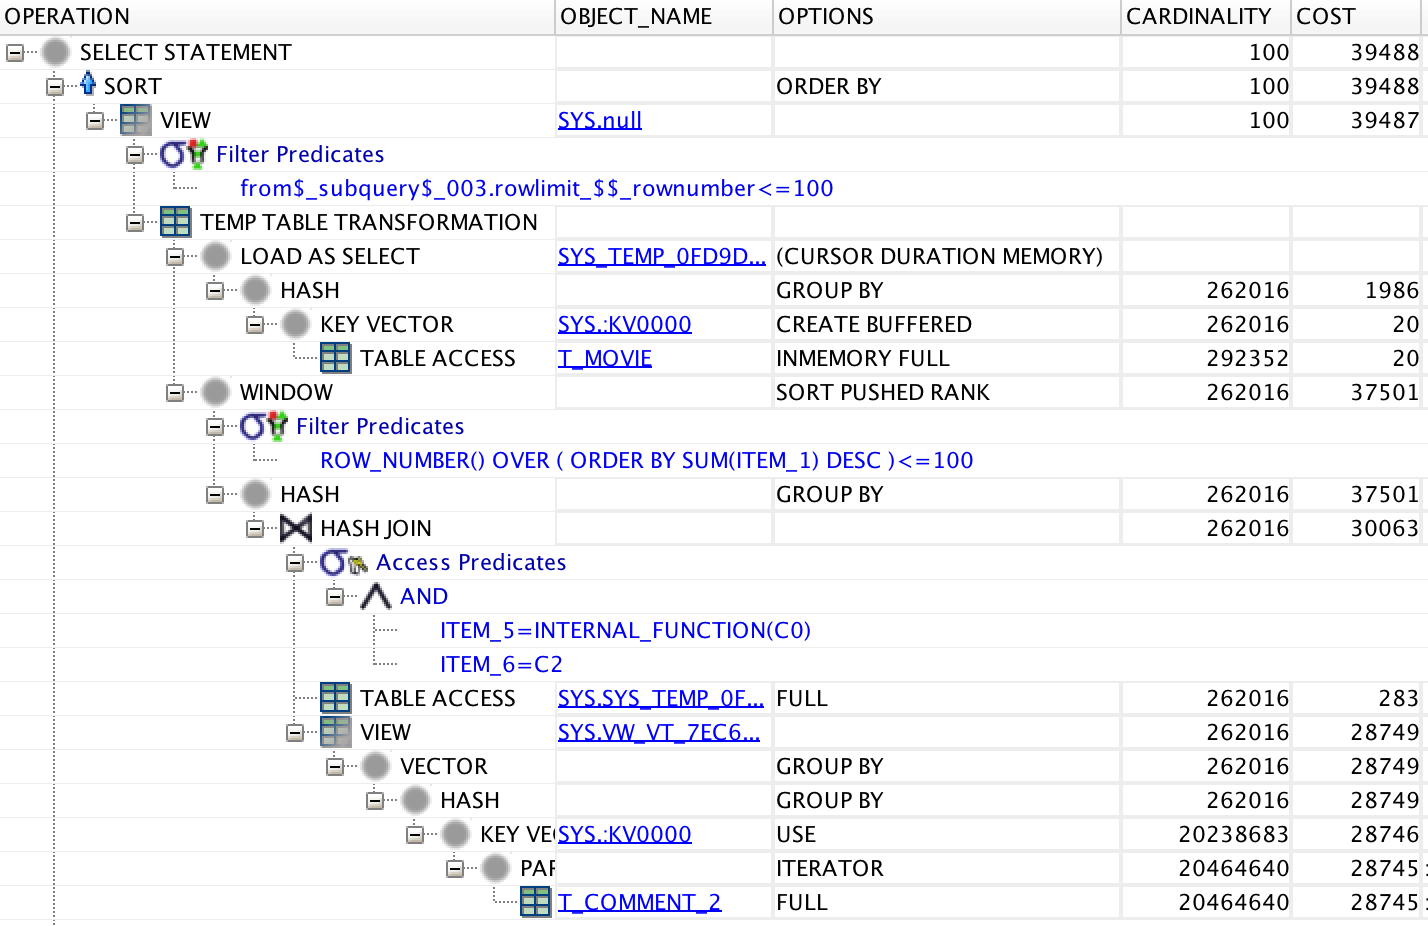 OPERATION OBJECT_NAME OPTIONS CARDINALITY COST
SELECT STATEMENT 100 39488
SORT ORDER BY 100 39488
VIEW SYS.null 100 39487
Filter Predicates
from$_subquery$_003.rowlimit_$$_rownumber<=100
TEMP TABLE TRANSFORMATION
LOAD AS SELECT SYS_TEMP_0FD9D... (CURSOR DURATION MEMORY)
HASH GROUP BY 262016 1986
KEY VECTOR SYS.:KV0000 CREATE BUFFERED 262016 20
TABLE ACCESS T_MOVIE INMEMORY FULL 292352 20
WINDOW SORT PUSHED RANK 262016 37501
Filter Predicates
ROW_NUMBER() OVER ( ORDER BY SUM(ITEM_1) DESC )<=100
HASH GROUP BY 262016 37501
HASH JOIN 262016 30063
Access Predicates
AND
ITEM_5=INTERNAL_FUNCTION(C0)
ITEM_6=C2
TABLE ACCESS SYS.SYS_TEMP_0F... FULL 262016 283
VIEW SYS.VW_VT_7EC6... 262016 28749
VECTOR GROUP BY 262016 28749
HASH GROUP BY 262016 28749
KEY VE SYS.:KV0000 USE 20238683 28746
PAR ITERATOR 20464640 28745
T_COMMENT_2 FULL 20464640 28745